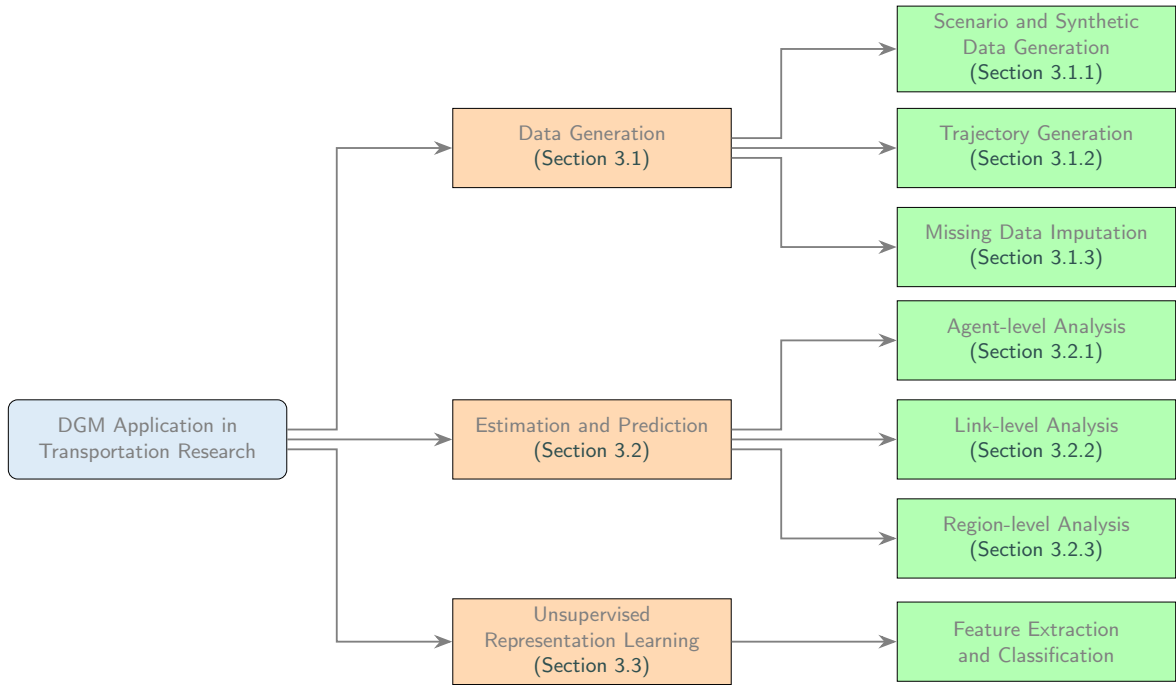 DGM Application in
Transportation Research
Data Generation
(Section 3.1)
Scenario and Synthetic
Data Generation
(Section 3.1.1)
Trajectory Generation
(Section 3.1.2)
Missing Data Imputation
(Section 3.1.3)
Estimation and Prediction
(Section 3.2)
Agent-level Analysis
(Section 3.2.1)
Link-level Analysis
(Section 3.2.2)
Region-level Analysis
(Section 3.2.3)
Unsupervised
Representation Learning
(Section 3.3)
Feature Extraction
and Classification